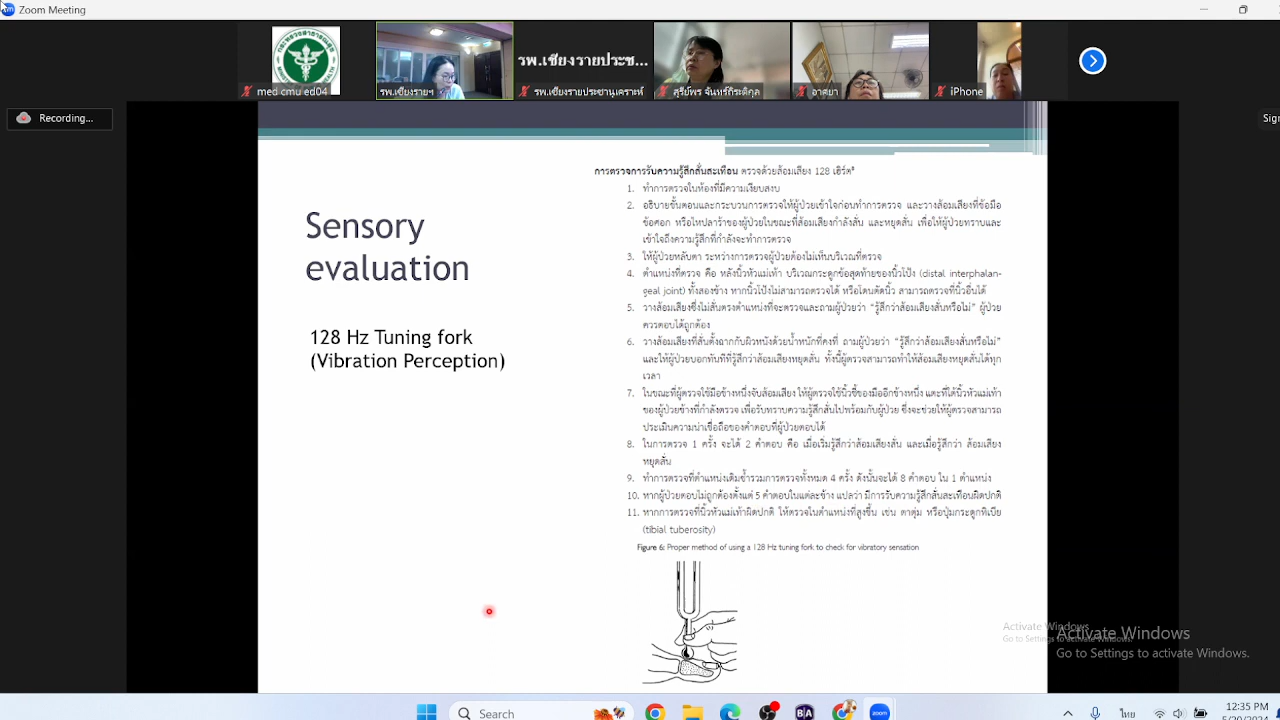 Zoom Meeting
รพ.เชียงรายประช...
med cmu ed04
รพ.เชียงรายฯ
รพ.เชียงรายประชานุเคราะห์
สุรีย์พร จันทร์ถิระติกุล
อาศยา
iPhone
Recording...
Sign
Sensory
evaluation
128 Hz Tuning fork
(Vibration Perception)
การตรวจการรับความรู้สึกสั่นสะเทือน ตรวจด้วยส้อมเสียง 128 เฮิร์ต⁸
1. ทำการตรวจในห้องที่มีความเงียบสงบ
2. อธิบายขั้นตอนและกระบวนการตรวจให้ผู้ป่วยเข้าใจก่อนทำการตรวจ และวางส้อมเสียงที่ข้อมือ
ข้อศอก หรือไหปลาร้าของผู้ป่วยในขณะที่ส้อมเสียงกำลังสั่น และหยุดสั่น เพื่อให้ผู้ป่วยทราบและ
เข้าใจถึงความรู้สึกที่กำลังจะทำการตรวจ
3. ให้ผู้ป่วยหลับตา ระหว่างการตรวจผู้ป่วยต้องไม่เห็นบริเวณที่ตรวจ
4. ตำแหน่งที่ตรวจ คือ หลังนิ้วหัวแม่เท้า บริเวณกระดูกข้อสุดท้ายของนิ้วโป้ง (distal interphalan-
geal joint) ทั้งสองข้าง หากนิ้วโป้งไม่สามารถตรวจได้ หรือโดนตัดนิ้ว สามารถตรวจที่นิ้วอื่นได้
5. วางส้อมเสียงซึ่งไม่สั่นตรงตำแหน่งที่จะตรวจและถามผู้ป่วยว่า “รู้สึกว่าส้อมเสียงสั่นหรือไม่” ผู้ป่วย
ควรตอบได้ถูกต้อง
6. วางส้อมเสียงที่สั่นตั้งฉากกับผิวหนังด้วยน้ำหนักที่คงที่ ถามผู้ป่วยว่า “รู้สึกว่าส้อมเสียงสั่นหรือไม่”
และให้ผู้ป่วยบอกทันทีที่รู้สึกว่าส้อมเสียงหยุดสั่น ทั้งนี้ผู้ตรวจสามารถทำให้ส้อมเสียงหยุดสั่นได้ทุก
เวลา
7. ในขณะที่ผู้ตรวจใช้มือข้างหนึ่งจับส้อมเสียง ให้ผู้ตรวจใช้นิ้วชี้ของมืออีกข้างหนึ่ง แตะที่ใต้นิ้วหัวแม่เท้า
ของผู้ป่วยข้างที่กำลังตรวจ เพื่อรับทราบความรู้สึกสั่นไปพร้อมกับผู้ป่วย ซึ่งจะช่วยให้ผู้ตรวจสามารถ
ประเมินความน่าเชื่อถือของคำตอบที่ผู้ป่วยตอบได้
8. ในการตรวจ 1 ครั้ง จะได้ 2 คำตอบ คือ เมื่อเริ่มรู้สึกว่าส้อมเสียงสั่น และเมื่อรู้สึกว่า ส้อมเสียง
หยุดสั่น
9. ทำการตรวจที่ตำแหน่งเดิมซ้ำรวมการตรวจทั้งหมด 4 ครั้ง ดังนั้นจะได้ 8 คำตอบ ใน 1 ตำแหน่ง
10. หากผู้ป่วยตอบไม่ถูกต้องตั้งแต่ 5 คำตอบในแต่ละข้าง แปลว่า มีการรับความรู้สึกสั่นสะเทือนผิดปกติ
11. หากการตรวจที่นิ้วหัวแม่เท้าผิดปกติ ให้ตรวจในตำแหน่งที่สูงขึ้น เช่น ตาตุ่ม หรือปุ่มกระดูกทิเบีย
(tibial tuberosity)
Figure 6: Proper method of using a 128 Hz tuning fork to check for vibratory sensation
Activate Windows
Go to Settings to activate Windows.
Activate Windows
Go to Settings to activate Windows.
Search
ไทย
12:35 PM